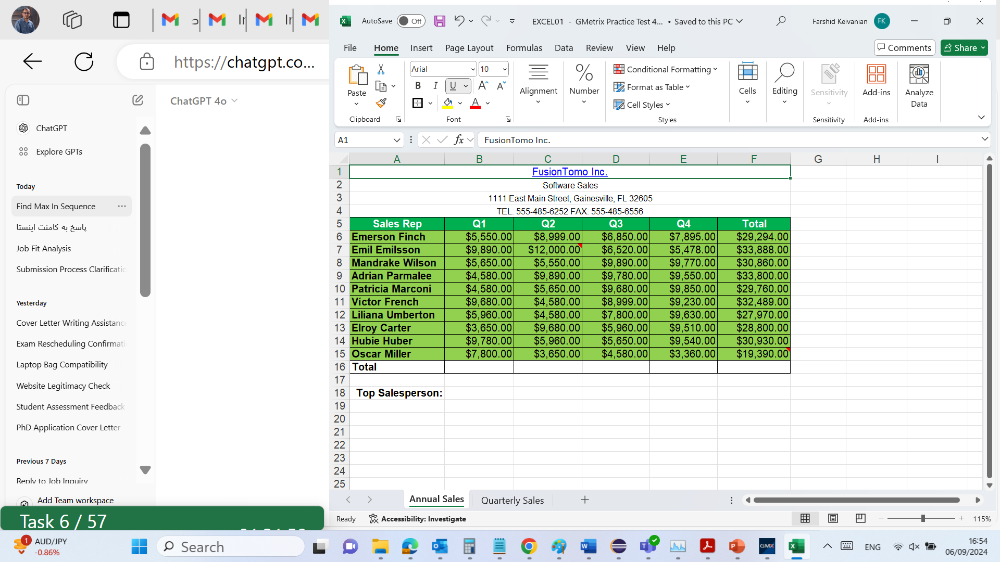 https://chatgpt.co...
ChatGPT 4o
ChatGPT
Explore GPTs
Today
Find Max In Sequence
پاسخ به کامنت اینستا
Job Fit Analysis
Submission Process Clarificatio
Yesterday
Cover Letter Writing Assistance
Exam Rescheduling Confirmati
Laptop Bag Compatibility
Website Legitimacy Check
Student Assessment Feedback
PhD Application Cover Letter
Previous 7 Days
Reply to Job Inquiry
Add Team workspace
Task 6 / 57
AutoSave Off EXCEL01 - GMetrix Practice Test 4... • Saved to this PC Farshid Keivanian FK
File Home Insert Page Layout Formulas Data Review View Help Comments Share
Paste
Clipboard
Arial 10
B I U A A
A
Font
Alignment
Number
Conditional Formatting
Format as Table
Cell Styles
Styles
Cells
Editing
Sensitivity
Sensitivity
Add-ins
Add-ins
Analyze
Data
A1 fx FusionTomo Inc.
A B C D E F G H I
1 FusionTomo Inc.
2 Software Sales
3 1111 East Main Street, Gainesville, FL 32605
4 TEL: 555-485-6252 FAX: 555-485-6556
5 Sales Rep Q1 Q2 Q3 Q4 Total
6 Emerson Finch $5,550.00 $8,999.00 $6,850.00 $7,895.00 $29,294.00
7 Emil Emilsson $9,890.00 $12,000.00 $6,520.00 $5,478.00 $33,888.00
8 Mandrake Wilson $5,650.00 $5,550.00 $9,890.00 $9,770.00 $30,860.00
9 Adrian Parmalee $4,580.00 $9,890.00 $9,780.00 $9,550.00 $33,800.00
10 Patricia Marconi $4,580.00 $5,650.00 $9,680.00 $9,850.00 $29,760.00
11 Víctor French $9,680.00 $4,580.00 $8,999.00 $9,230.00 $32,489.00
12 Liliana Umberton $5,960.00 $4,580.00 $7,800.00 $9,630.00 $27,970.00
13 Elroy Carter $3,650.00 $9,680.00 $5,960.00 $9,510.00 $28,800.00
14 Hubie Huber $9,780.00 $5,960.00 $5,650.00 $9,540.00 $30,930.00
15 Oscar Miller $7,800.00 $3,650.00 $4,580.00 $3,360.00 $19,390.00
16 Total
17
18 Top Salesperson:
19
20
21
22
23
24
25
Annual Sales Quarterly Sales
Ready Accessibility: Investigate 115%
1 AUD/JPY
-0.86%
Search
GMX
ENG
16:54
06/09/2024